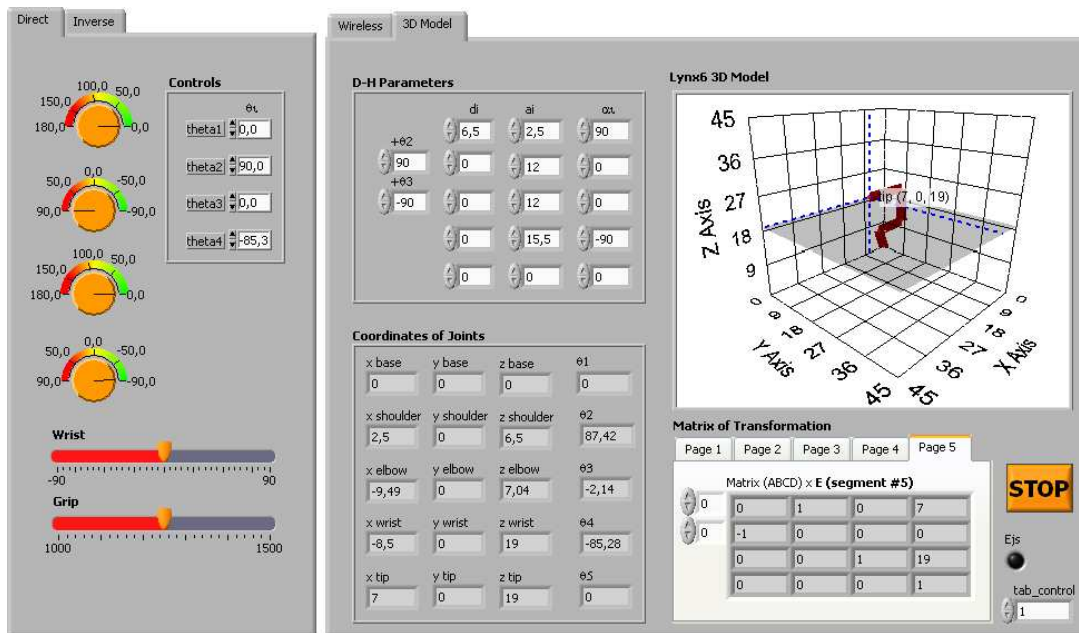 Direct
Inverse
100,0
50,0
150,0
180,0
0,0
0,0
50,0
-50,0
90,0
-90,0
100,0
50,0
150,0
180,0
0,0
0,0
50,0
-50,0
90,0
-90,0
Controls
θι
theta1 0,0
theta2 90,0
theta3 0,0
theta4 -85,3
Wrist
-90 90
Grip
1000 1500
Wireless
3D Model
D-H Parameters
di ai αι
6,5 2,5 90
+θ2
90
0 12 0
+θ3
-90
0 12 0
0 15,5 -90
0 0 0
Coordinates of Joints
x base y base z base θ1
0 0 0 0
x shoulder y shoulder z shoulder θ2
2,5 0 6,5 87,42
x elbow y elbow z elbow θ3
-9,49 0 7,04 -2,14
x wrist y wrist z wrist θ4
-8,5 0 19 -85,28
x tip y tip z tip θ5
7 0 19 0
Lynx6 3D Model
45
36
27
18
9
Z Axis
tip (7, 0, 19)
0
9
18
27
36
45
Y Axis
0
9
18
27
36
45
X Axis
Matrix of Transformation
Page 1 Page 2 Page 3 Page 4 Page 5
Matrix (ABCD) x E (segment #5)
0
0
0 1 0 7
-1 0 0 0
0 0 1 19
0 0 0 1
STOP
Ejs
tab_control
1